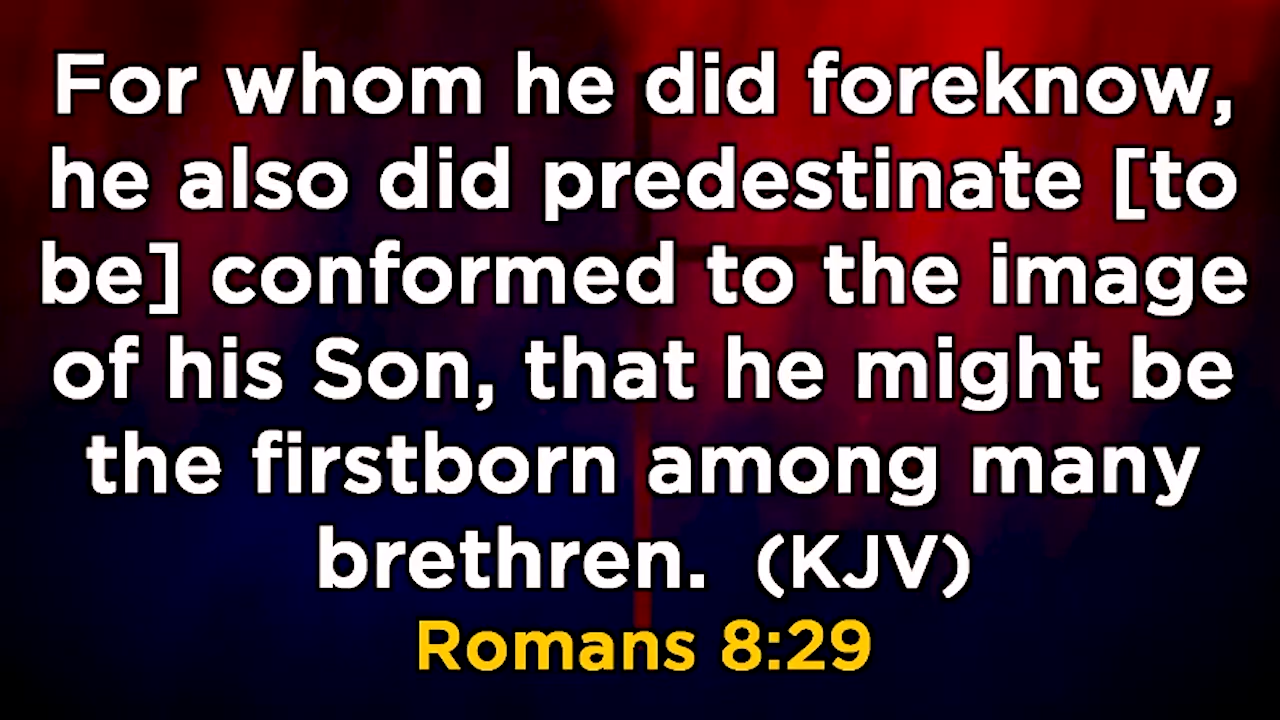 For whom he did foreknow,
he also did predestinate [to
be] conformed to the image
of his Son, that he might be
the firstborn among many
brethren.  (KJV)
Romans 8:29